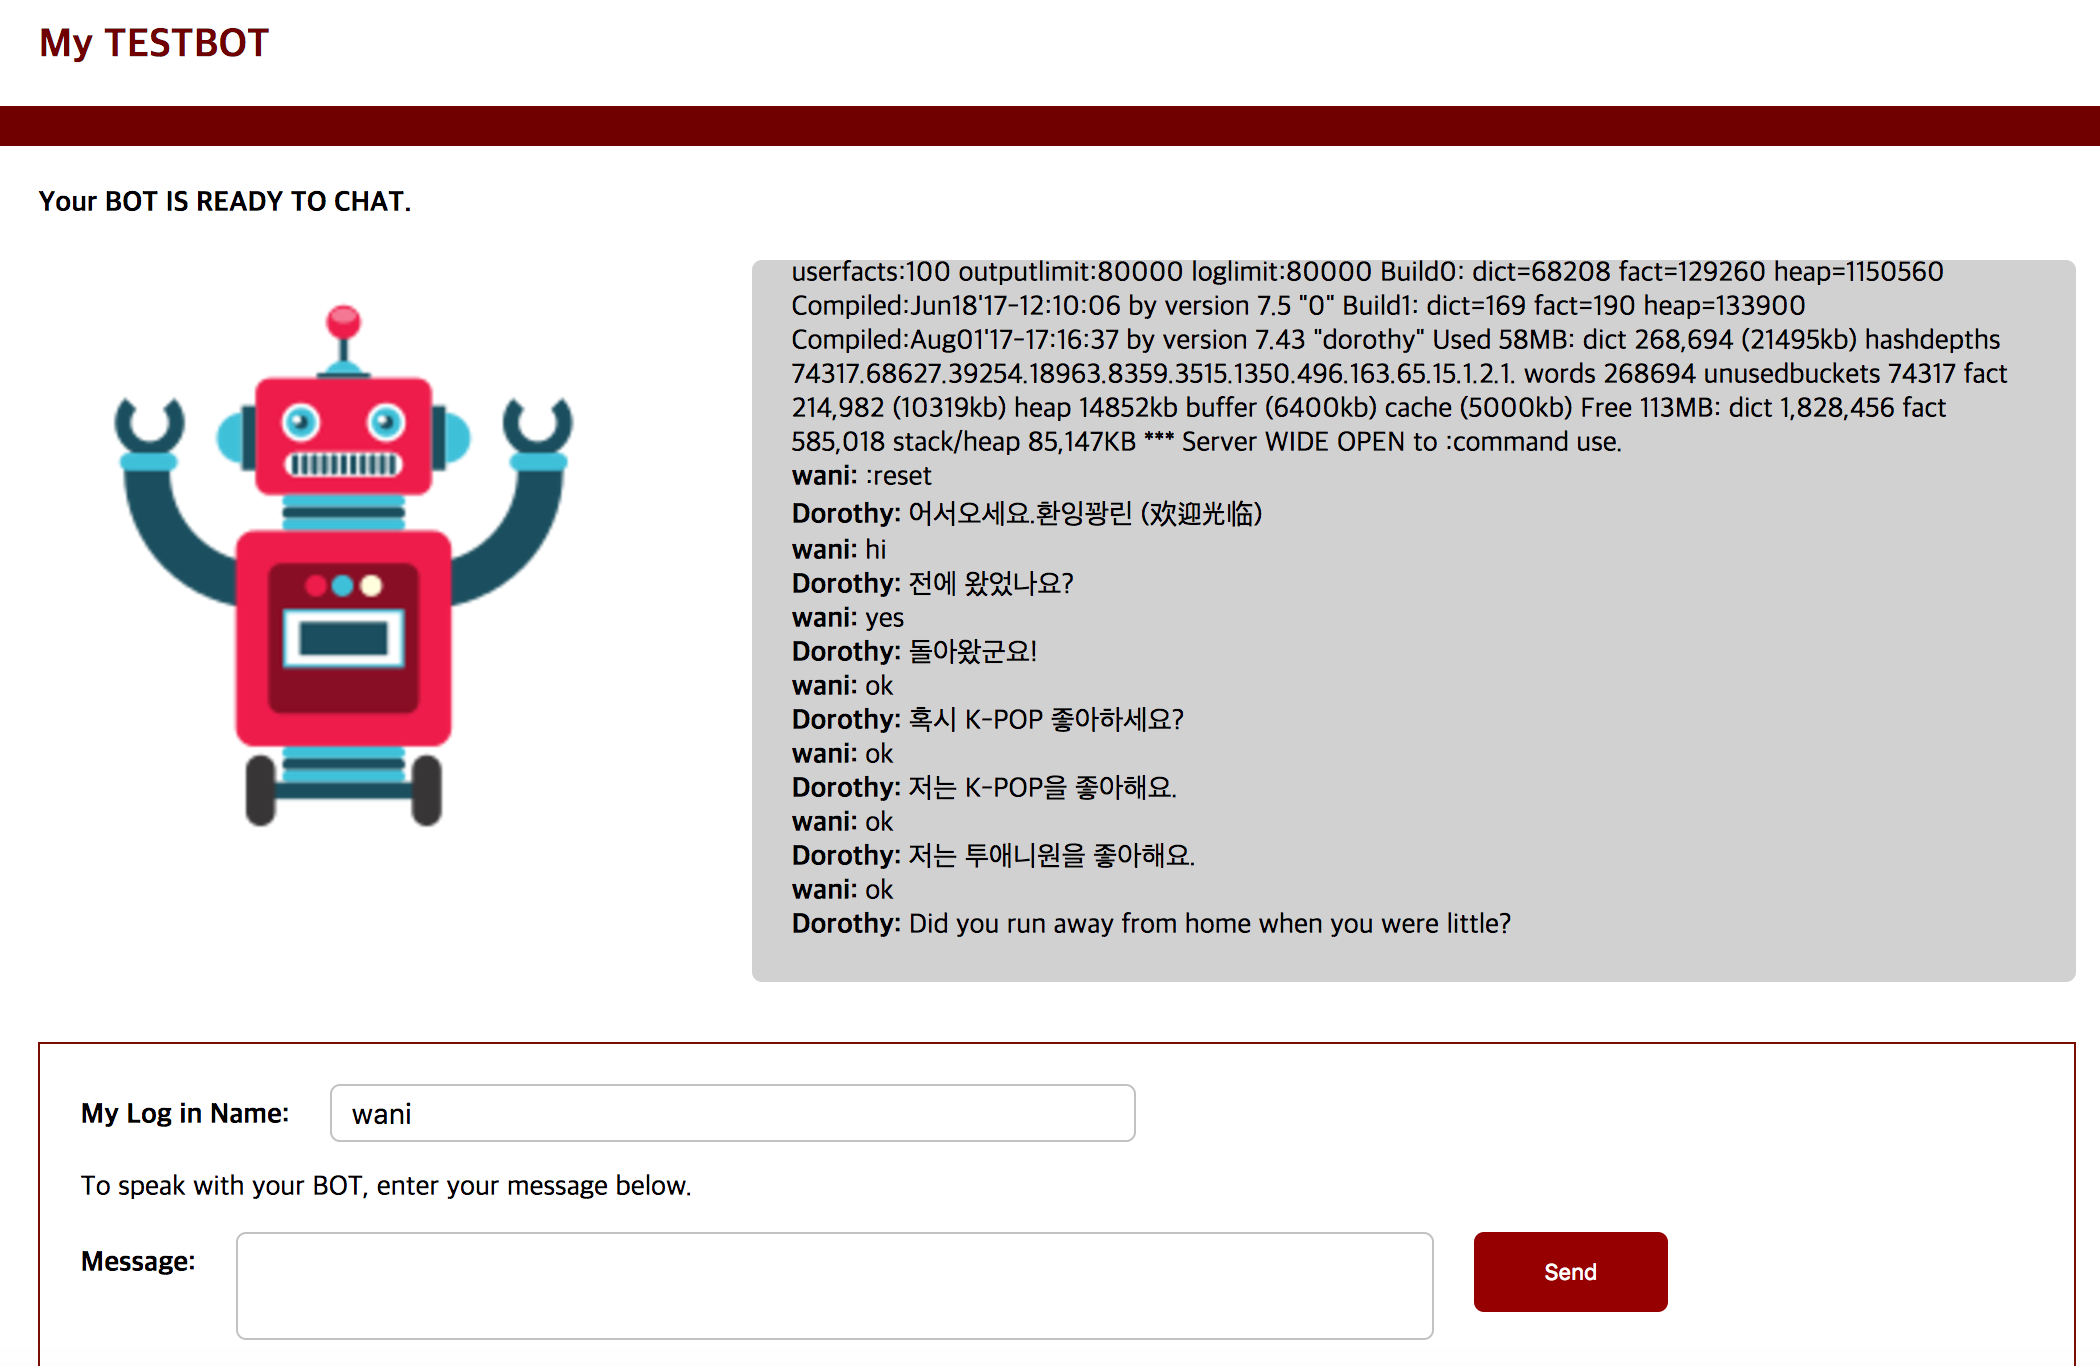 My TESTBOT
Your BOT IS READY TO CHAT.
userfacts:100 outputlimit:80000 loglimit:80000 Build0: dict=68208 fact=129260 heap=1150560
Compiled:Jun18'17-12:10:06 by version 7.5 "0" Build1: dict=169 fact=190 heap=133900
Compiled:Aug01'17-17:16:37 by version 7.43 "dorothy" Used 58MB: dict 268,694 (21495kb) hashdepths
74317.68627.39254.18963.8359.3515.1350.496.163.65.15.1.2.1. words 268694 unusedbuckets 74317 fact
214,982 (10319kb) heap 14852kb buffer (6400kb) cache (5000kb) Free 113MB: dict 1,828,456 fact
585,018 stack/heap 85,147KB *** Server WIDE OPEN to :command use.
wani: :reset
Dorothy: 어서오세요.환잉꽝린 (欢迎光临)
wani: hi
Dorothy: 전에 왔었나요?
wani: yes
Dorothy: 돌아왔군요!
wani: ok
Dorothy: 혹시 K-POP 좋아하세요?
wani: ok
Dorothy: 저는 K-POP을 좋아해요.
wani: ok
Dorothy: 저는 투애니원을 좋아해요.
wani: ok
Dorothy: Did you run away from home when you were little?
My Log in Name: wani
To speak with your BOT, enter your message below.
Message:
Send